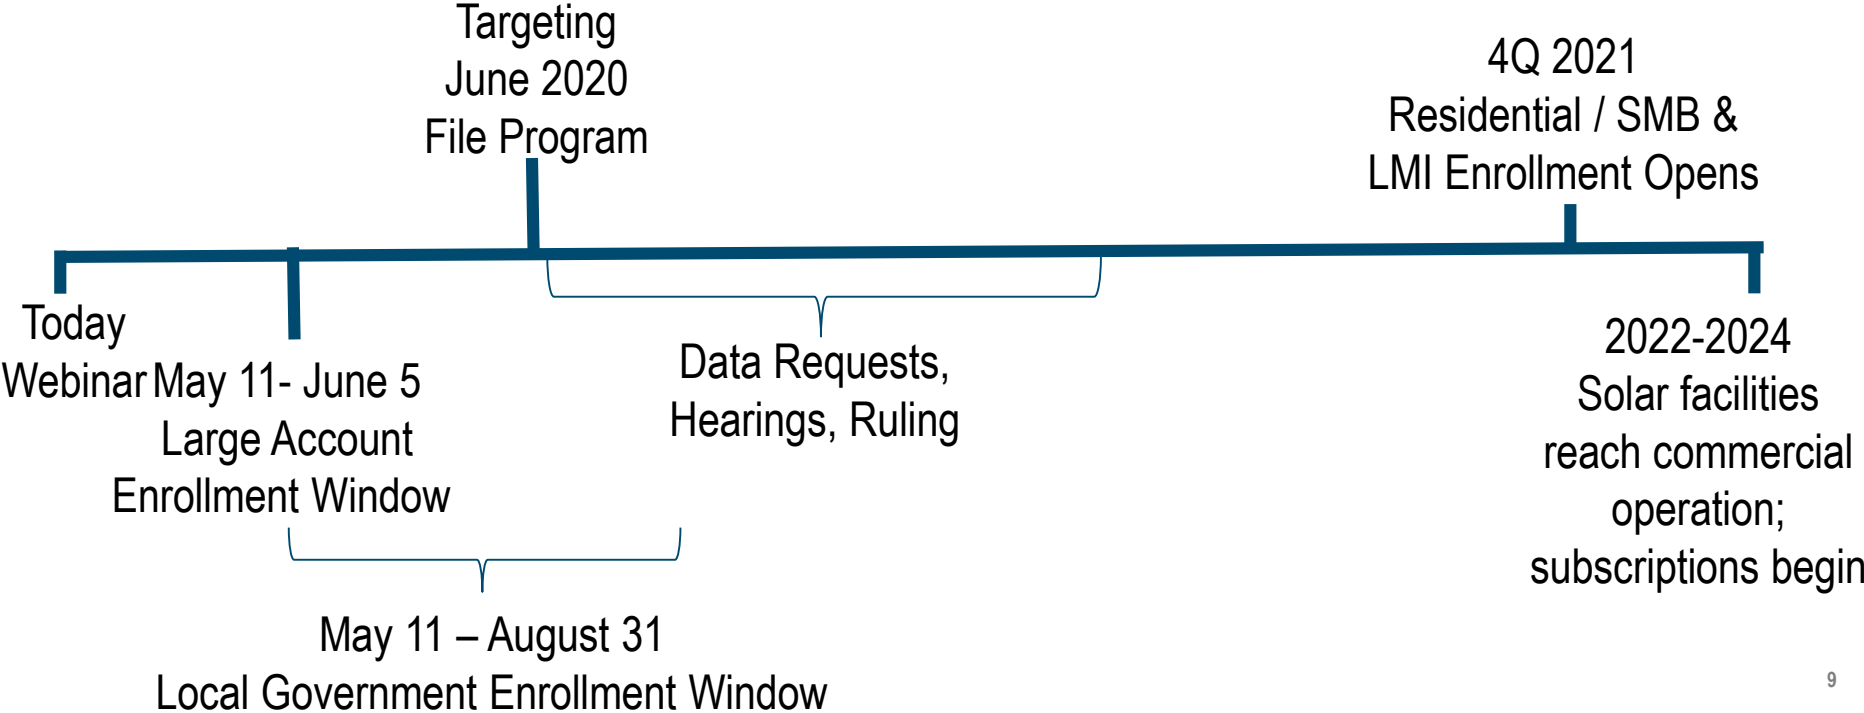 Targeting
June 2020
File Program
4Q 2021
Residential / SMB &
LMI Enrollment Opens
Today
Webinar
May 11- June 5
Large Account
Enrollment Window
Data Requests,
Hearings, Ruling
2022-2024
Solar facilities
reach commercial
operation;
subscriptions begin
May 11 – August 31
Local Government Enrollment Window
9